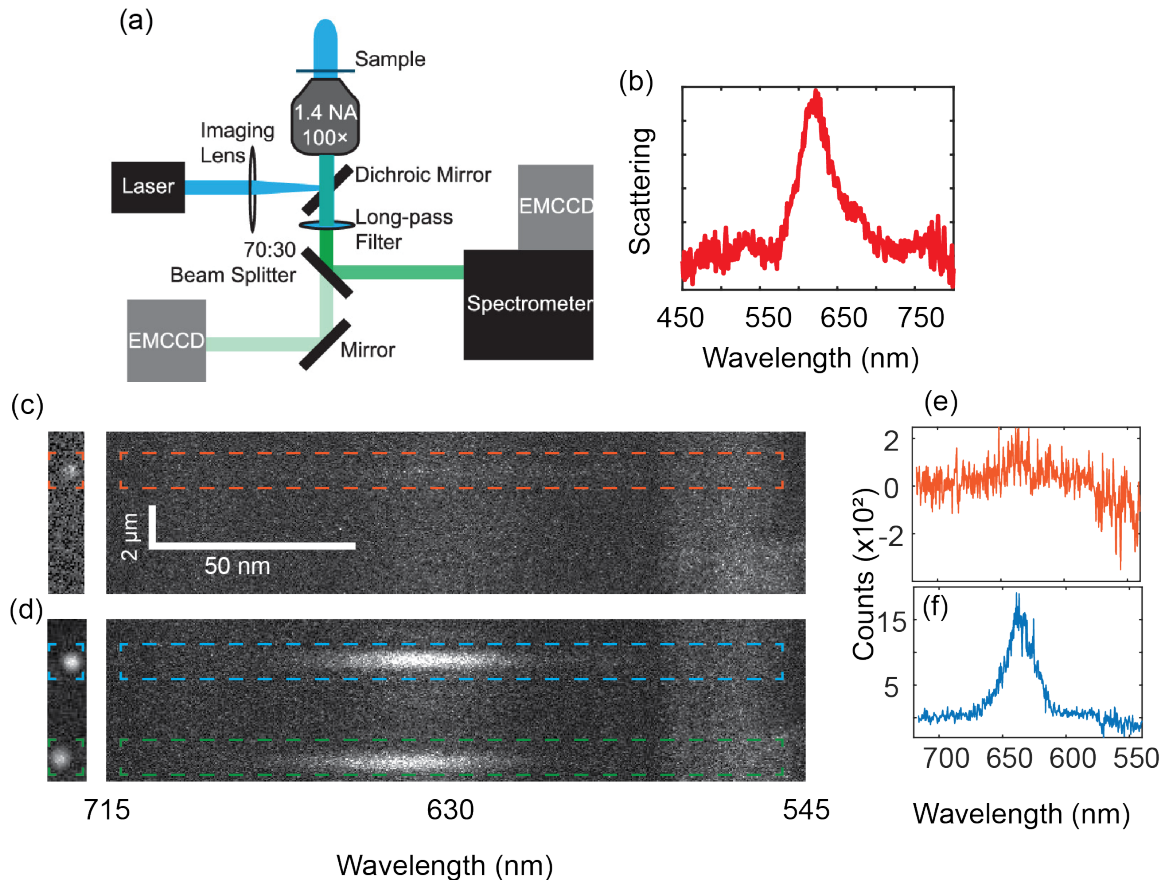 (a)
Sample
1.4 NA
100×
Imaging
Lens
Laser
Dichroic Mirror
Long-pass
Filter
70:30
Beam Splitter
EMCCD
Spectrometer
EMCCD
Mirror
(b)
Scattering
450 550 650 750
Wavelength (nm)
(c)
2 µm
50 nm
(d)
715 630 545
Wavelength (nm)
(e)
2
0
-2
Counts (x10²)
(f)
15
5
700 650 600 550
Wavelength (nm)